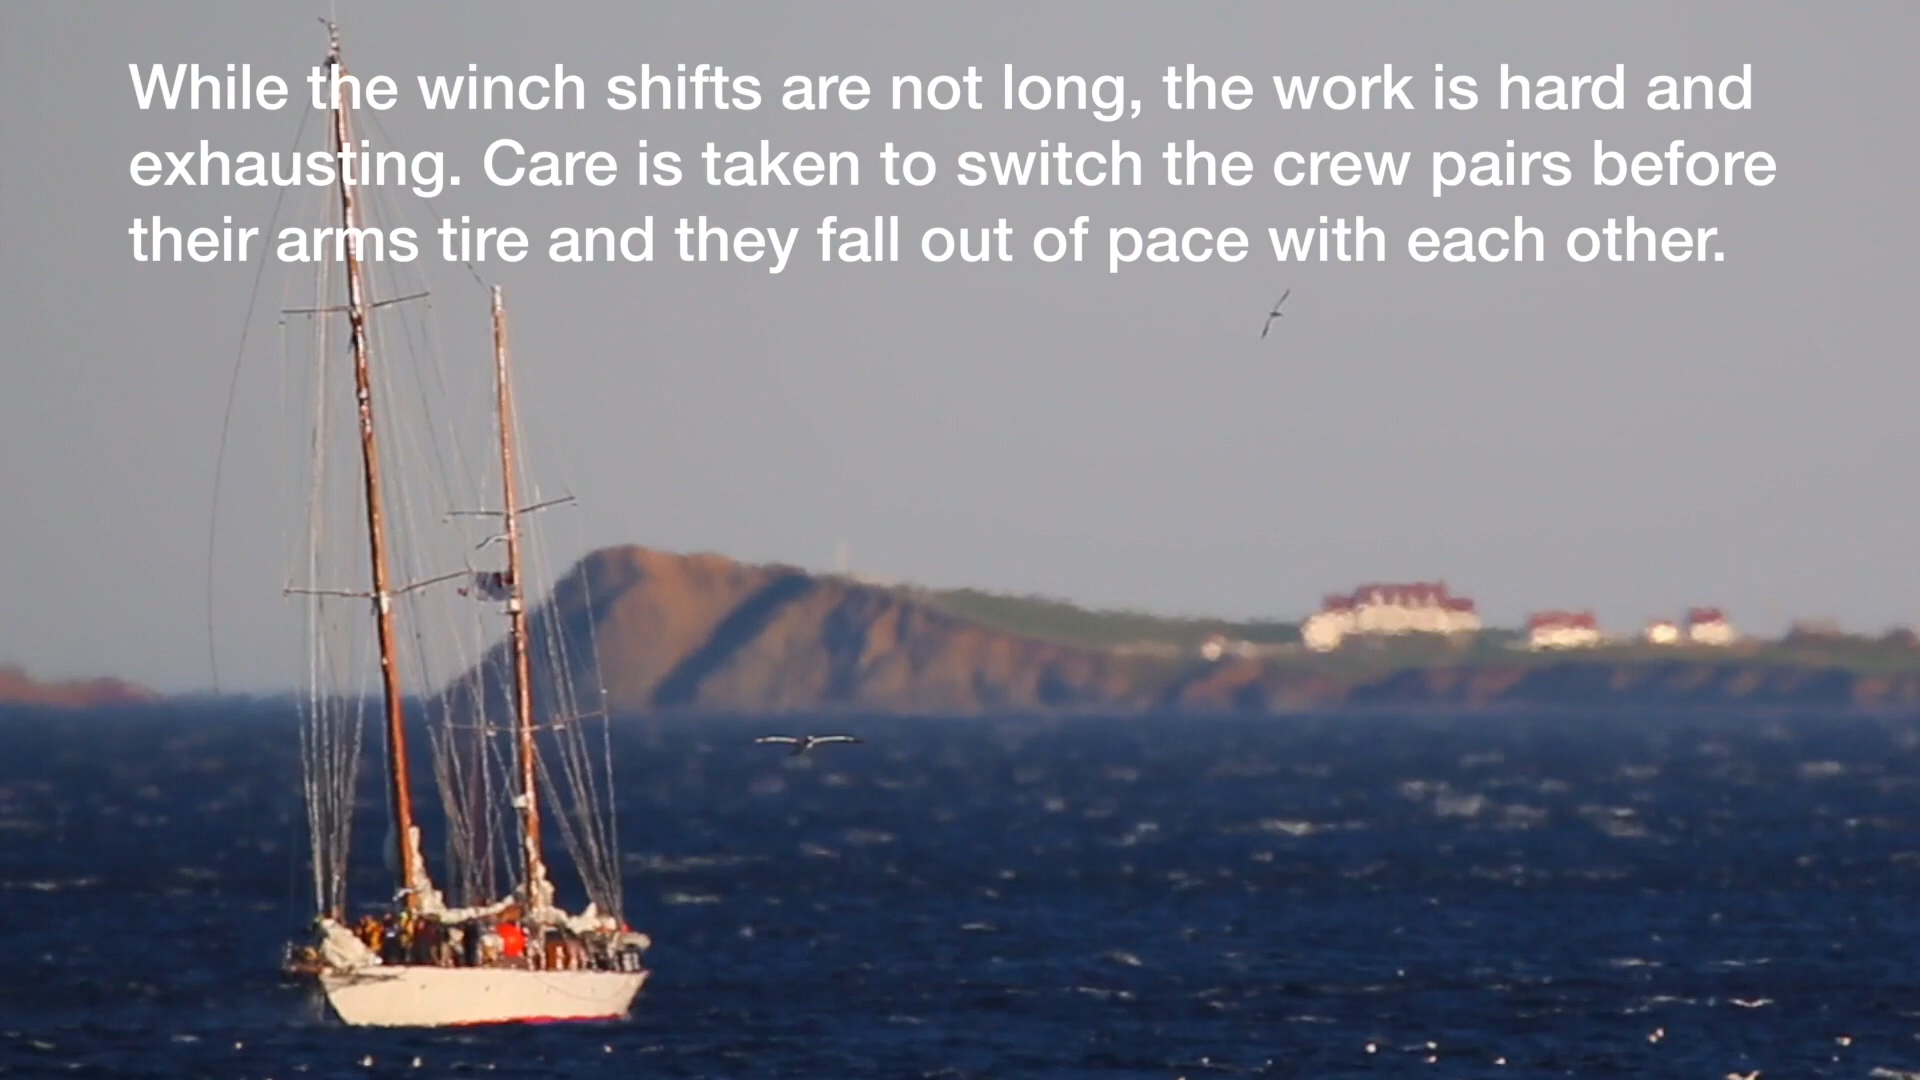 While the winch shifts are not long, the work is hard and
exhausting. Care is taken to switch the crew pairs before
their arms tire and they fall out of pace with each other.